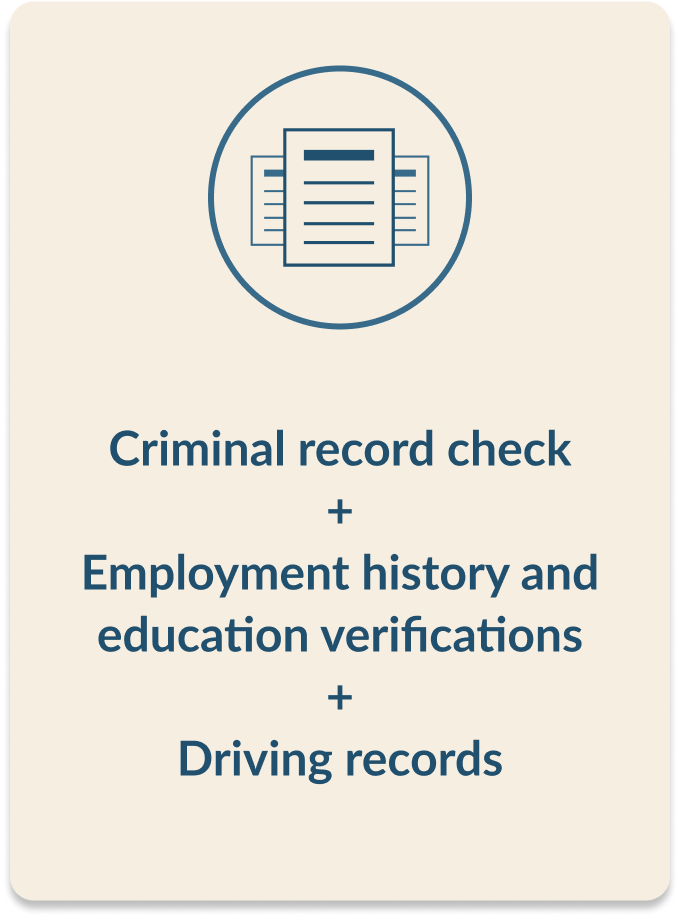 Criminal record check
+
Employment history and
education verifications
+
Driving records